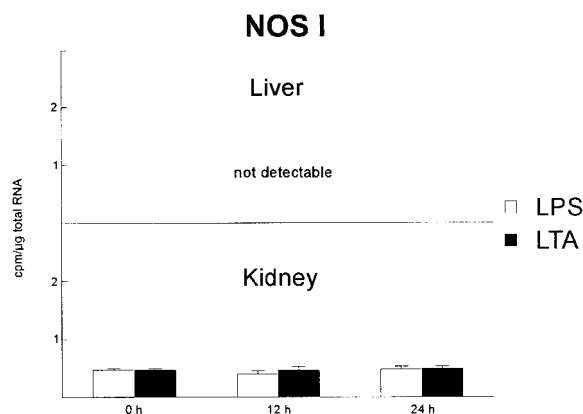 NOS I
Liver
2
1
not detectable
cpm/µg total RNA
LPS
LTA
Kidney
2
1
0 h
12 h
24 h